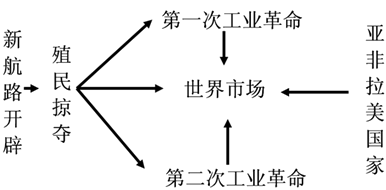 新航路开辟
殖民掠夺
第一次工业革命
世界市场
第二次工业革命
亚非拉美国家